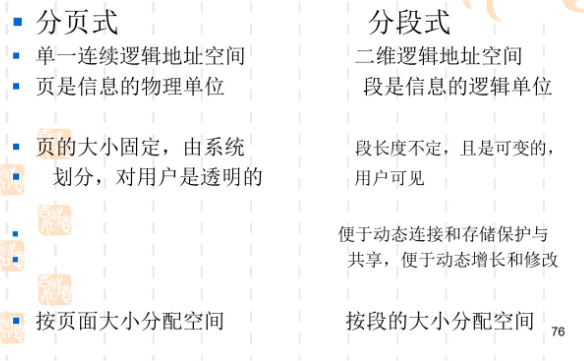 分页式 分段式
单一连续逻辑地址空间 二维逻辑地址空间
页是信息的物理单位 段是信息的逻辑单位
页的大小固定，由系统 段长度不定，且是可变的，
划分，对用户是透明的 用户可见
便于动态连接和存储保护与
共享，便于动态增长和修改
按页面大小分配空间 按段的大小分配空间
76